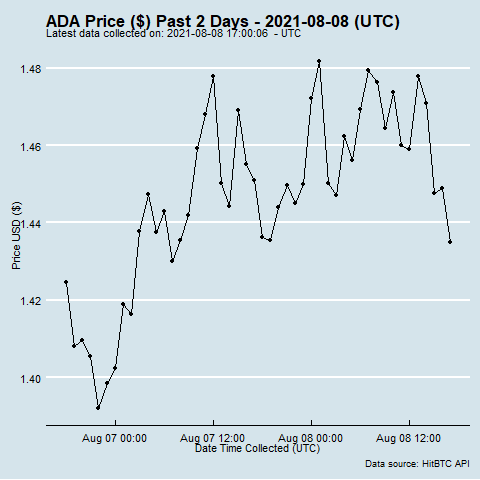 ADA Price ($) Past 2 Days - 2021-08-08 (UTC)
Latest data collected on: 2021-08-08 17:00:06 - UTC
1.48
1.46
1.44
1.42
1.40
Price USD ($)
Aug 07 00:00 Aug 07 12:00 Aug 08 00:00 Aug 08 12:00
Date Time Collected (UTC)
Data source: HitBTC API